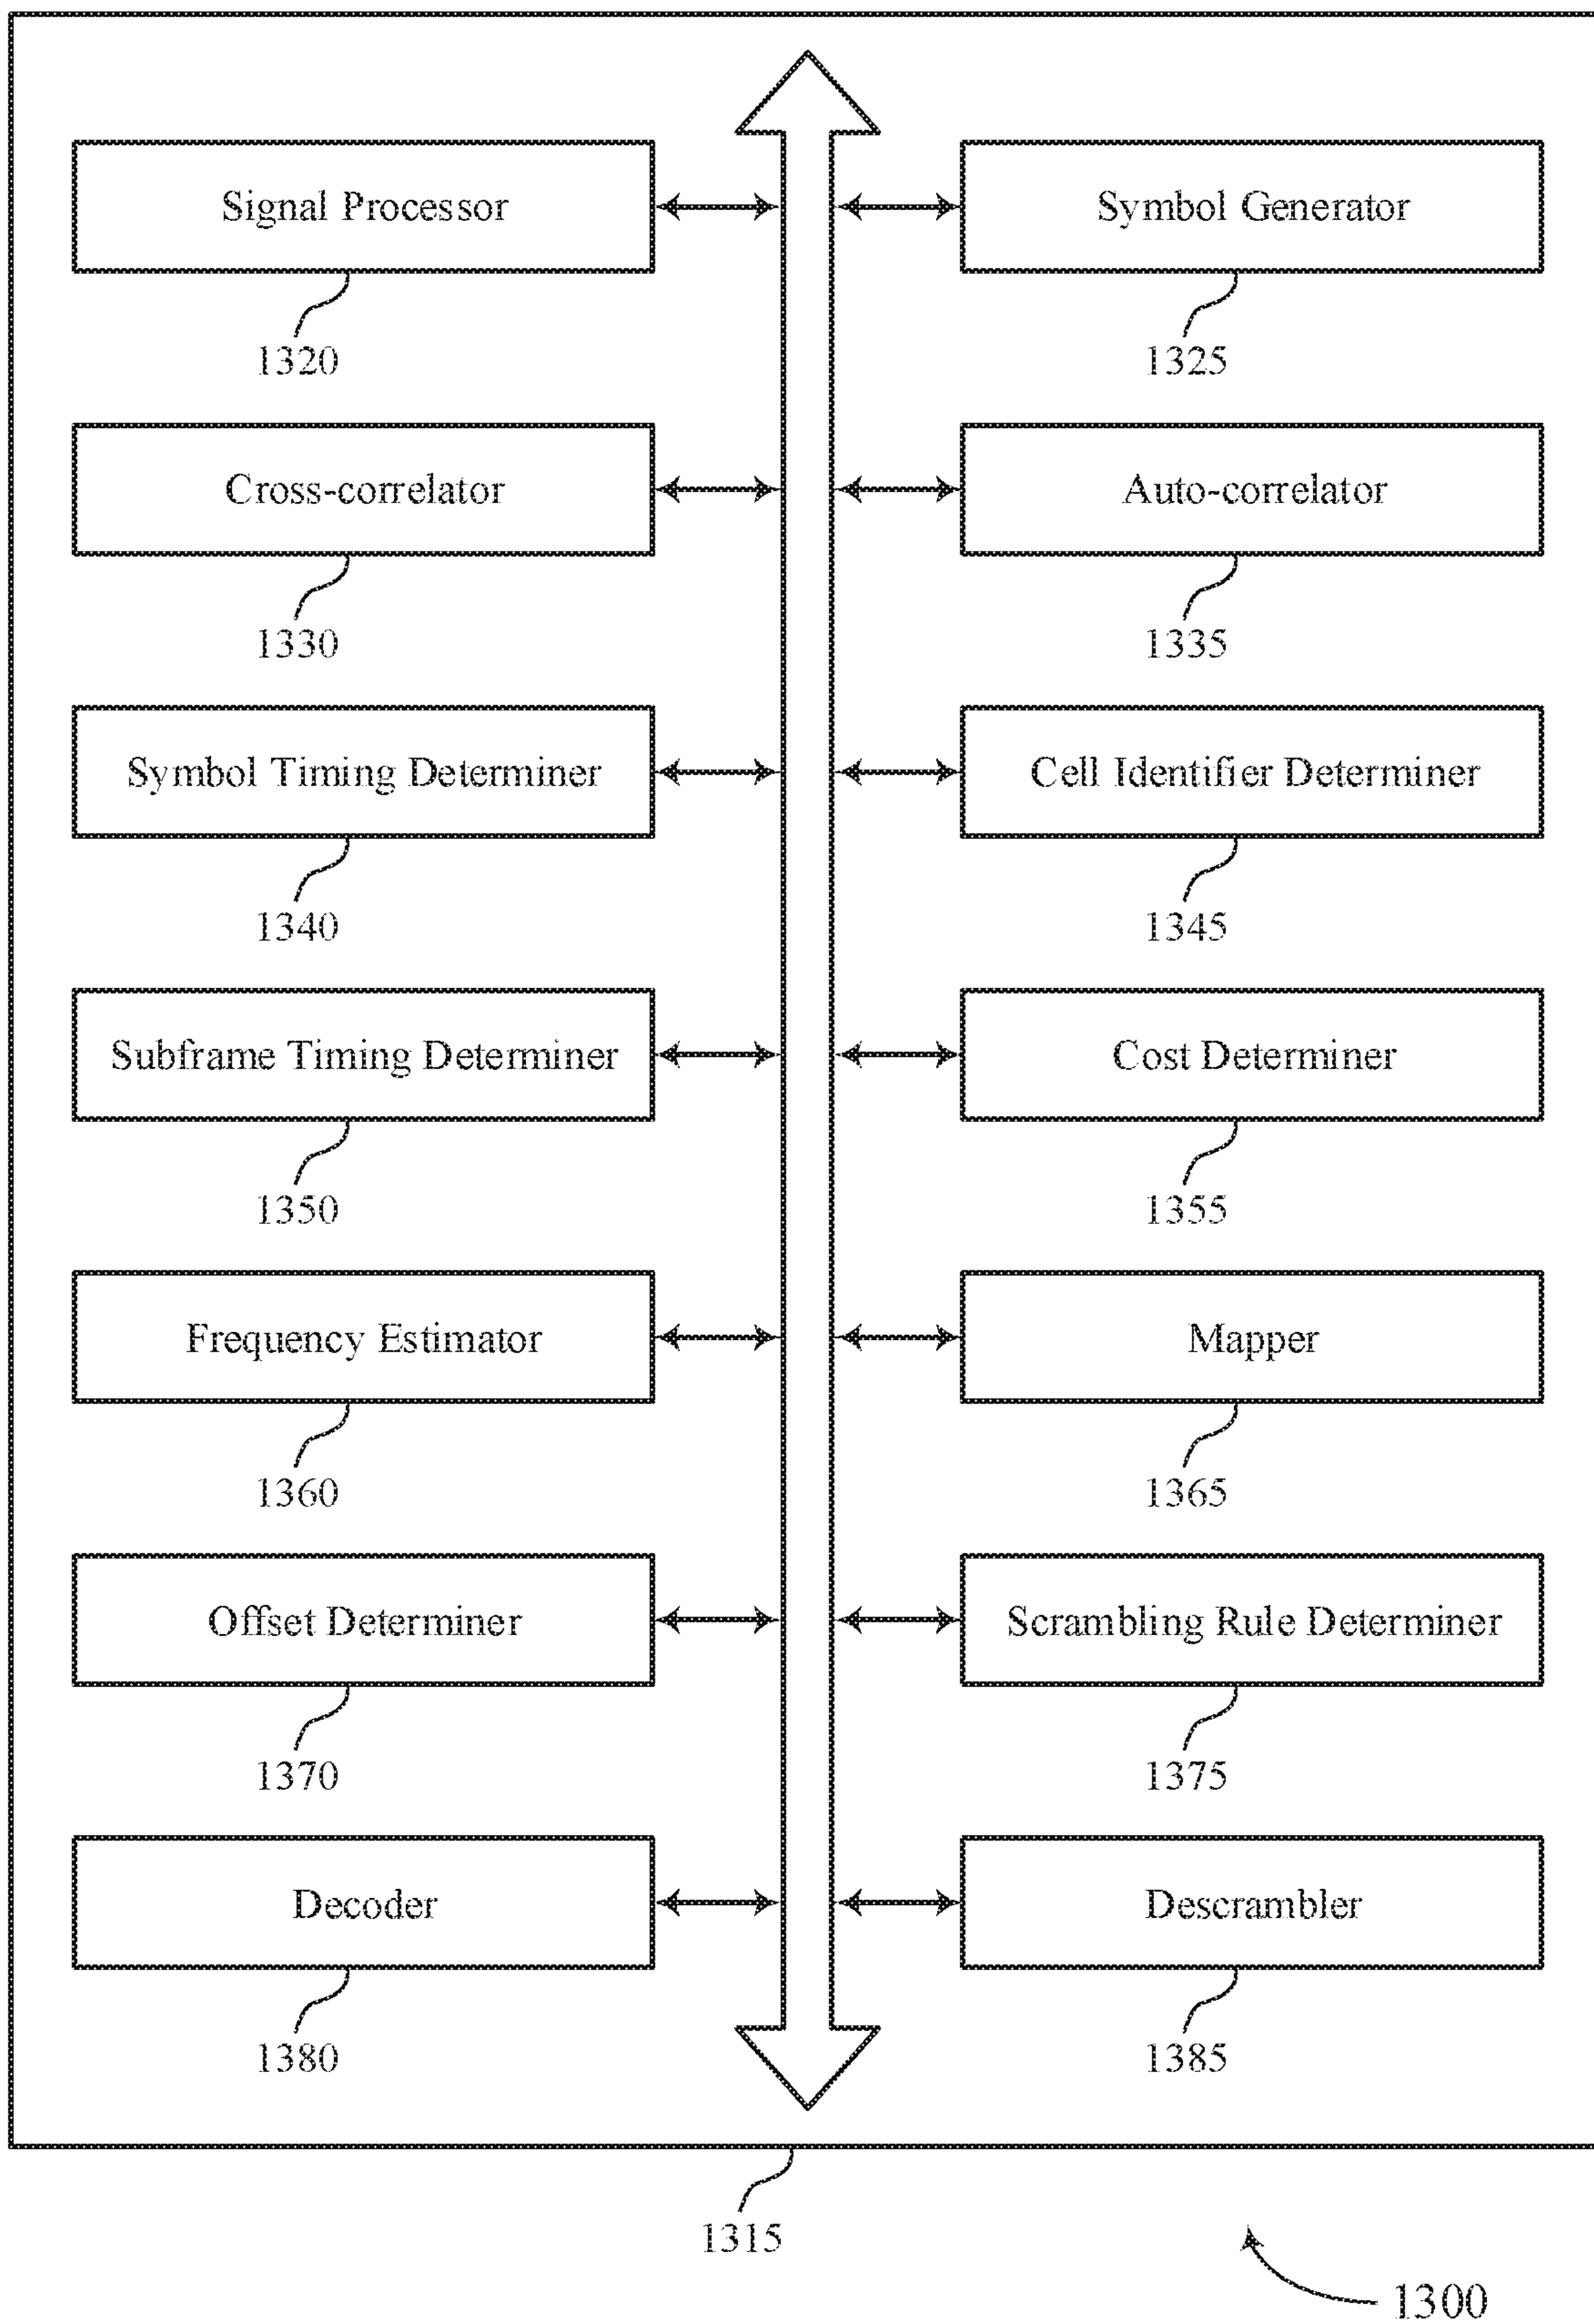 Signal Processor
Symbol Generator
1320
1325
Cross-correlator
Auto-correlator
1330
1335
Symbol Timing Determiner
Cell Identifier Determiner
1340
1345
Subframe Timing Determiner
Cost Determiner
1350
1355
Frequency Estimator
Mapper
1360
1365
Offset Determiner
Scrambling Rule Determiner
1370
1375
Decoder
Descrambler
1380
1385
1315
1300